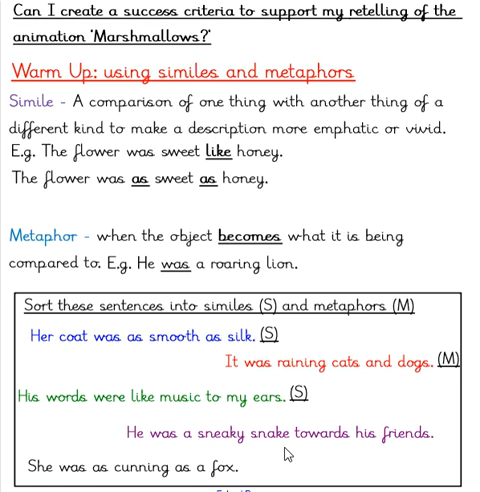 Can I create a success criteria to support my retelling of the
animation 'Marshmallows?'
Warm Up: using similes and metaphors
Simile - A comparison of one thing with another thing of a
different kind to make a description more emphatic or vivid.
E.g. The flower was sweet like honey.
The flower was as sweet as honey.
Metaphor - when the object becomes what it is being
compared to. E.g. He was a roaring lion.
Sort these sentences into similes (S) and metaphors (M)
Her coat was as smooth as silk. (S)
It was raining cats and dogs. (M)
His words were like music to my ears. (S)
He was a sneaky snake towards his friends.
She was as cunning as a fox.